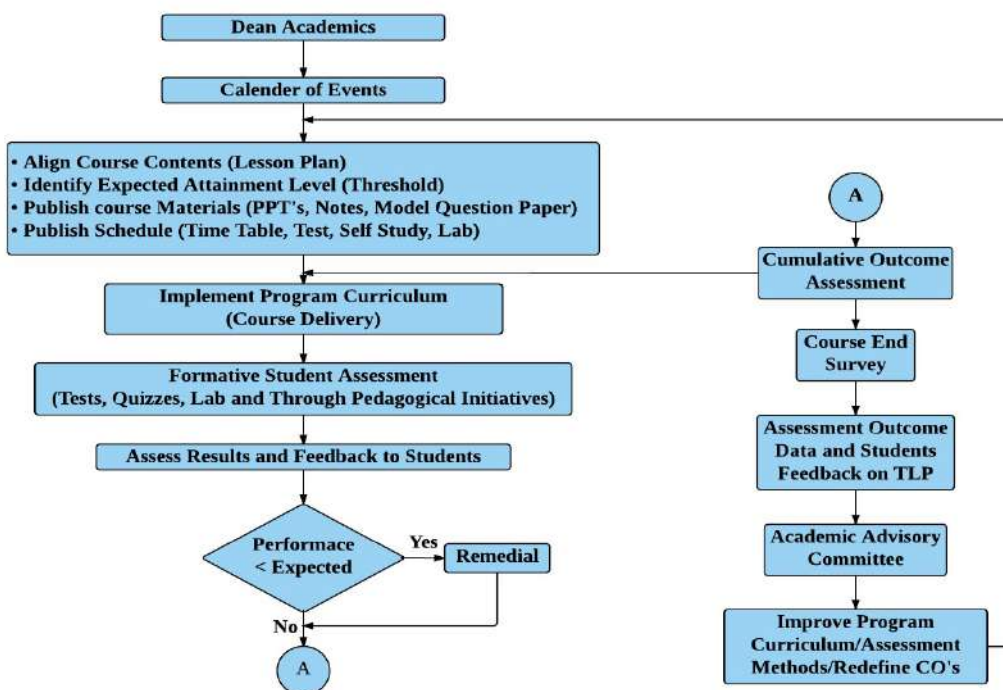 Dean Academics
Calender of Events
• Align Course Contents (Lesson Plan)
• Identify Expected Attainment Level (Threshold)
• Publish course Materials (PPT's, Notes, Model Question Paper)
• Publish Schedule (Time Table, Test, Self Study, Lab)
Implement Program Curriculum
(Course Delivery)
Formative Student Assessment
(Tests, Quizzes, Lab and Through Pedagogical Initiatives)
Assess Results and Feedback to Students
Performace
< Expected
Yes
Remedial
No
A
A
Cumulative Outcome
Assessment
Course End
Survey
Assessment Outcome
Data and Students
Feedback on TLP
Academic Advisory
Committee
Improve Program
Curriculum/Assessment
Methods/Redefine CO's